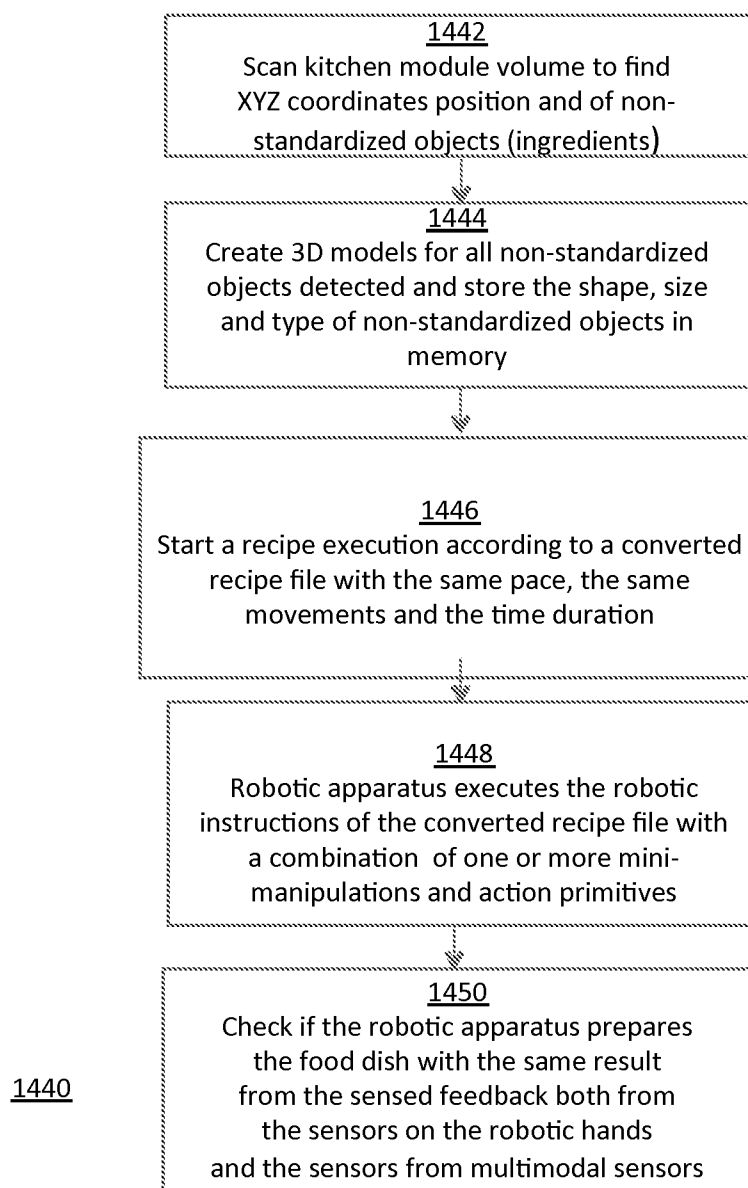 1442
Scan kitchen module volume to find
XYZ coordinates position and of non-
standardized objects (ingredients)
1444
Create 3D models for all non-standardized
objects detected and store the shape, size
and type of non-standardized objects in
memory
1446
Start a recipe execution according to a converted
recipe file with the same pace, the same
movements and the time duration
1448
Robotic apparatus executes the robotic
instructions of the converted recipe file with
a combination of one or more mini-
manipulations and action primitives
1450
Check if the robotic apparatus prepares
the food dish with the same result
from the sensed feedback both from
the sensors on the robotic hands
and the sensors from multimodal sensors
1440